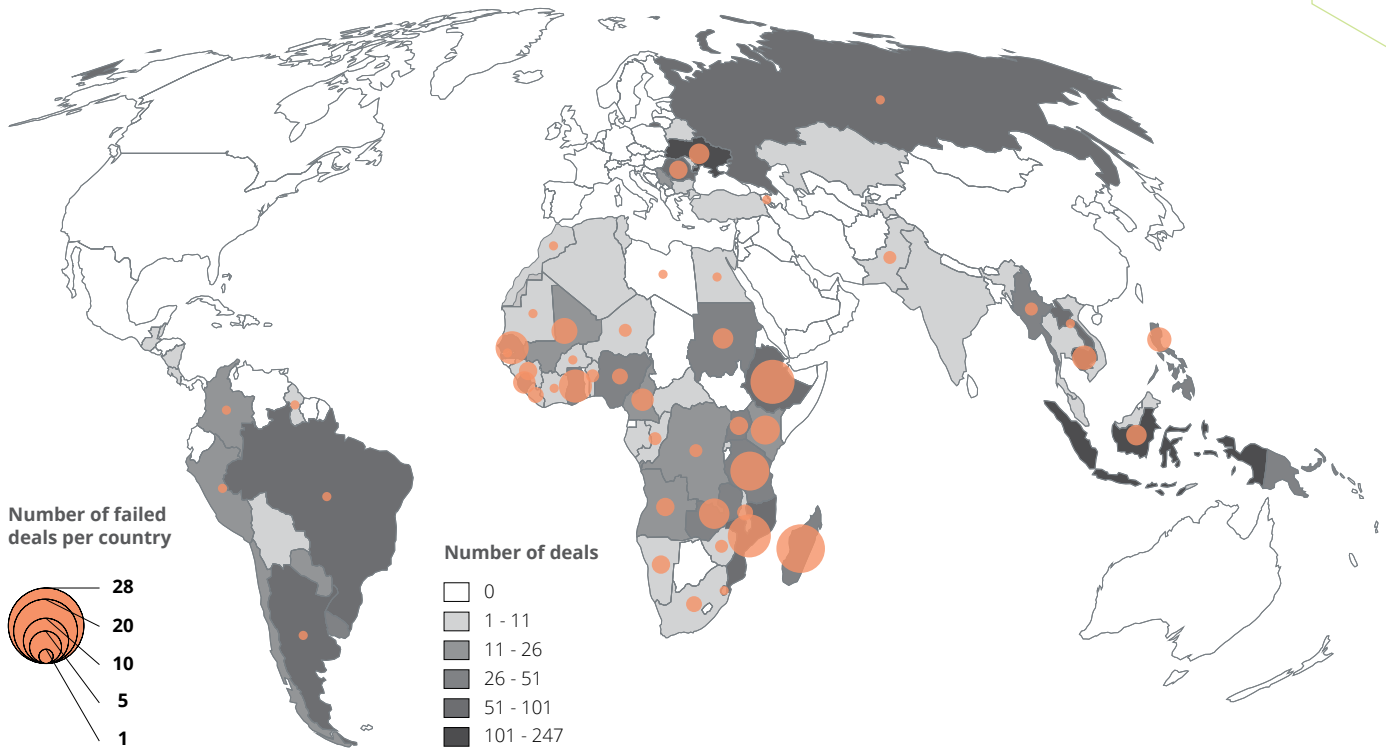 Number of failed
deals per country
28
20
10
5
1
Number of deals
0
1 - 11
11 - 26
26 - 51
51 - 101
101 - 247